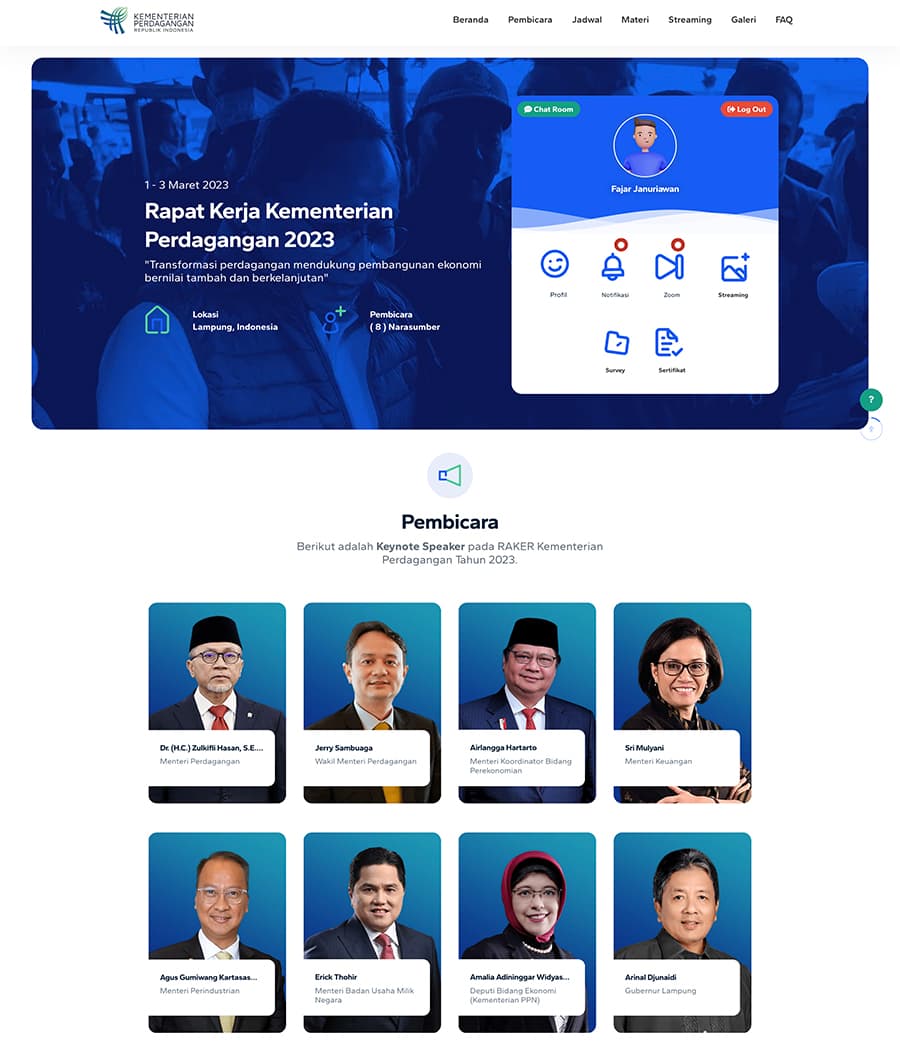 KEMENTERIAN
PERDAGANGAN
REPUBLIK INDONESIA
Beranda Pembicara Jadwal Materi Streaming Galeri FAQ
Chat Room
Log Out
Fajar Januriawan
1 - 3 Maret 2023
Rapat Kerja Kementerian
Perdagangan 2023
"Transformasi perdagangan mendukung pembangunan ekonomi
bernilai tambah dan berkelanjutan"
Lokasi
Lampung, Indonesia
Pembicara
( 8 ) Narasumber
Profil Notifikasi Zoom Streaming
Survey Sertifikat
?
Pembicara
Berikut adalah Keynote Speaker pada RAKER Kementerian
Perdagangan Tahun 2023.
Dr. (H.C.) Zulkifli Hasan, S.E....
Menteri Perdagangan
Jerry Sambuaga
Wakil Menteri Perdagangan
Airlangga Hartarto
Menteri Koordinator Bidang
Perekonomian
Sri Mulyani
Menteri Keuangan
Agus Gumiwang Kartasas...
Menteri Perindustrian
Erick Thohir
Menteri Badan Usaha Milik
Negara
Amalia Adininggar Widyas...
Deputi Bidang Ekonomi
(Kementerian PPN)
Arinal Djunaidi
Gubernur Lampung